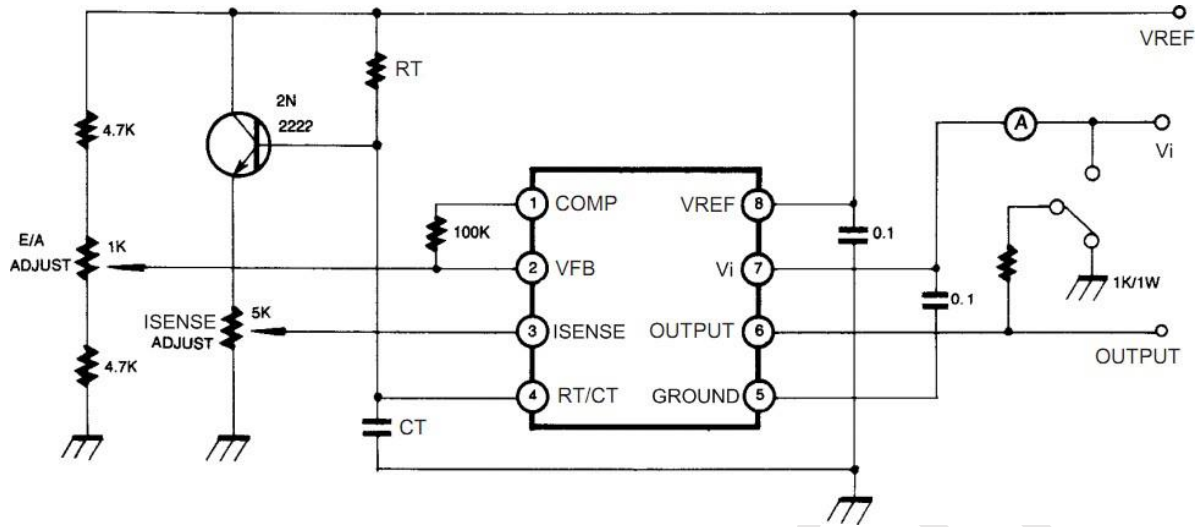 VREF
RT
4.7K
2N
2222
A
Vi
1
COMP
VREF
8
100K
0.1
E/A
ADJUST
1K
2
VFB
Vi
7
1K/1W
0.1
ISENSE
ADJUST
5K
3
ISENSE
OUTPUT
6
OUTPUT
4.7K
4
RT/CT
GROUND
5
CT